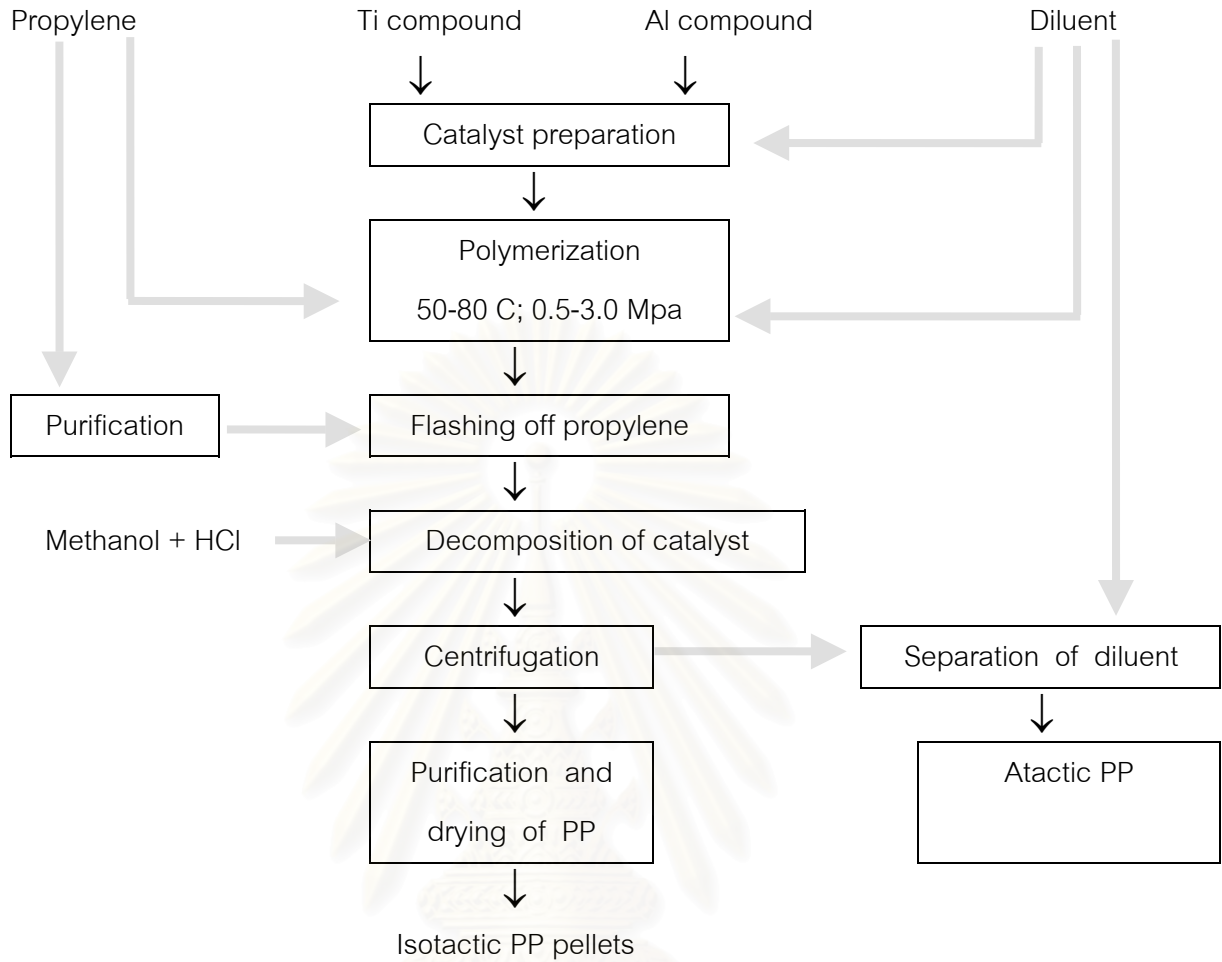 Propylene
Ti compound
Al compound
Diluent
Catalyst preparation
Polymerization
50-80 C; 0.5-3.0 Mpa
Purification
Flashing off propylene
Methanol + HCl
Decomposition of catalyst
Centrifugation
Separation of diluent
Purification and
drying of PP
Atactic PP
Isotactic PP pellets